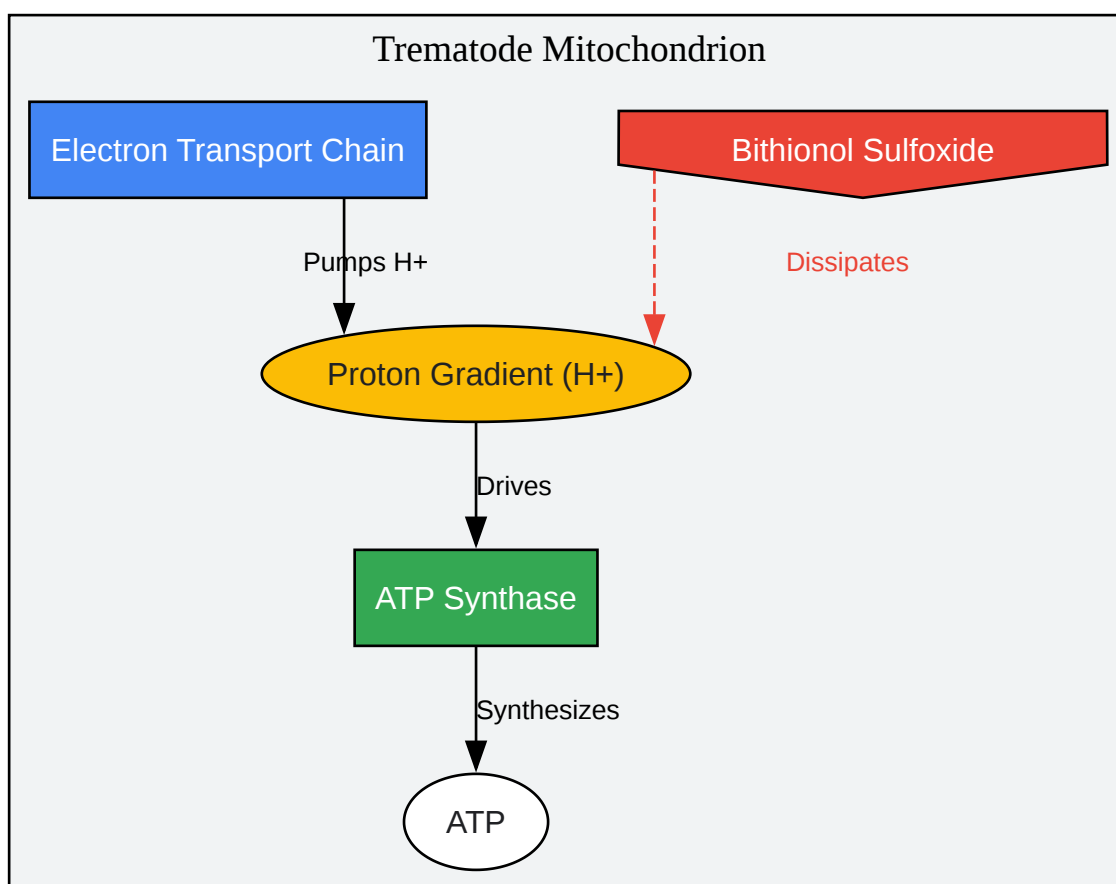 Trematode Mitochondrion
Electron Transport Chain
Bithionol Sulfoxide
Pumps H+
Dissipates
Proton Gradient (H+)
Drives
ATP Synthase
Synthesizes
ATP